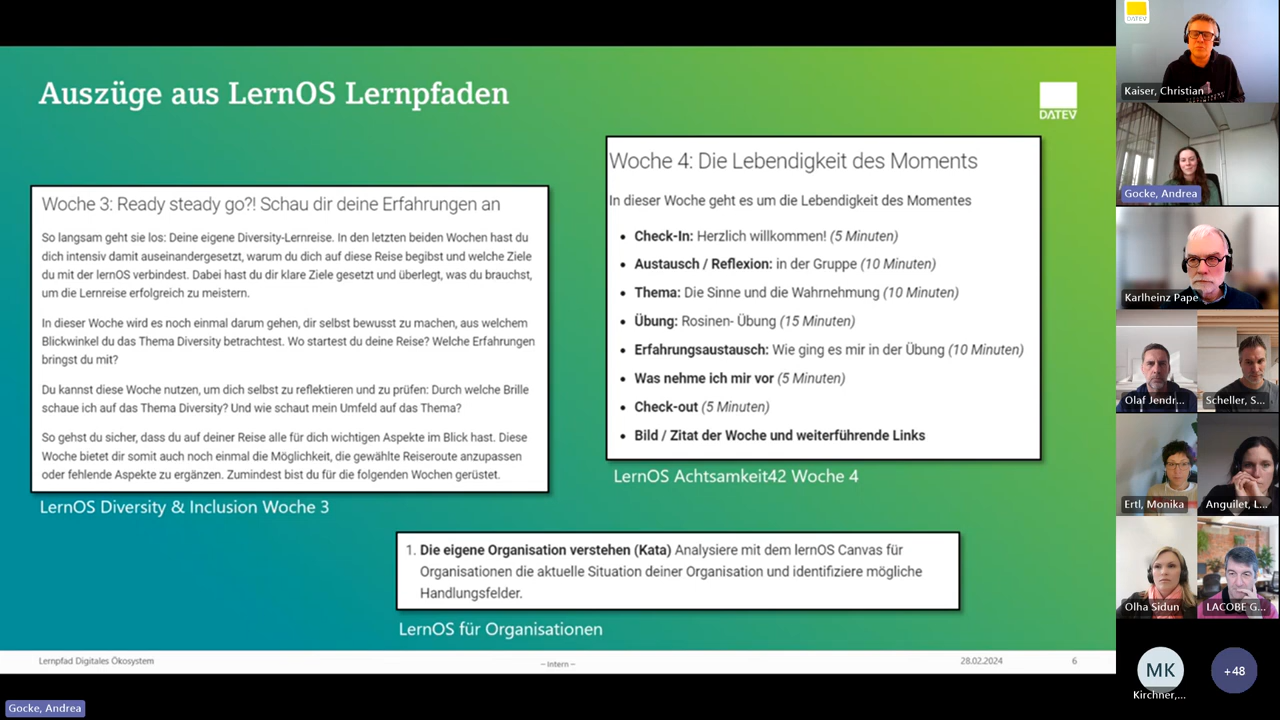 Auszüge aus LernOS Lernpfaden
DATEV
Woche 3: Ready steady go?! Schau dir deine Erfahrungen an
So langsam geht sie los: Deine eigene Diversity-Lernreise. In den letzten beiden Wochen hast du
dich intensiv damit auseinandergesetzt, warum du dich auf diese Reise begibst und welche Ziele
du mit der lernOS verbindest. Dabei hast du dir klare Ziele gesetzt und überlegt, was du brauchst,
um die Lernreise erfolgreich zu meistern.
In dieser Woche wird es noch einmal darum gehen, dir selbst bewusst zu machen, aus welchem
Blickwinkel du das Thema Diversity betrachtest. Wo startest du deine Reise? Welche Erfahrungen
bringst du mit?
Du kannst diese Woche nutzen, um dich selbst zu reflektieren und zu prüfen: Durch welche Brille
schaue ich auf das Thema Diversity? Und wie schaut mein Umfeld auf das Thema?
So gehst du sicher, dass du auf deiner Reise alle für dich wichtigen Aspekte im Blick hast. Diese
Woche bietet dir somit auch noch einmal die Möglichkeit, die gewählte Reiseroute anzupassen
oder fehlende Aspekte zu ergänzen. Zumindest bist du für die folgenden Wochen gerüstet.
LernOS Diversity & Inclusion Woche 3
Woche 4: Die Lebendigkeit des Moments
In dieser Woche geht es um die Lebendigkeit des Momentes
• Check-In: Herzlich willkommen! (5 Minuten)
• Austausch / Reflexion: in der Gruppe (10 Minuten)
• Thema: Die Sinne und die Wahrnehmung (10 Minuten)
• Übung: Rosinen- Übung (15 Minuten)
• Erfahrungsaustausch: Wie ging es mir in der Übung (10 Minuten)
• Was nehme ich mir vor (5 Minuten)
• Check-out (5 Minuten)
• Bild / Zitat der Woche und weiterführende Links
LernOS Achtsamkeit42 Woche 4
1. Die eigene Organisation verstehen (Kata) Analysiere mit dem lernOS Canvas für
Organisationen die aktuelle Situation deiner Organisation und identifiziere mögliche
Handlungsfelder.
LernOS für Organisationen
Lernpfad Digitales Ökosystem
– Intern –
28.02.2024
6
Gocke, Andrea
DATEV
Kaiser, Christian
Gocke, Andrea
Karlheinz Pape
Olaf Jendr...
Scheller, S...
Ertl, Monika
Anguilet, L...
Olha Sidun
LACOBE G...
MK
Kirchner,...
+48